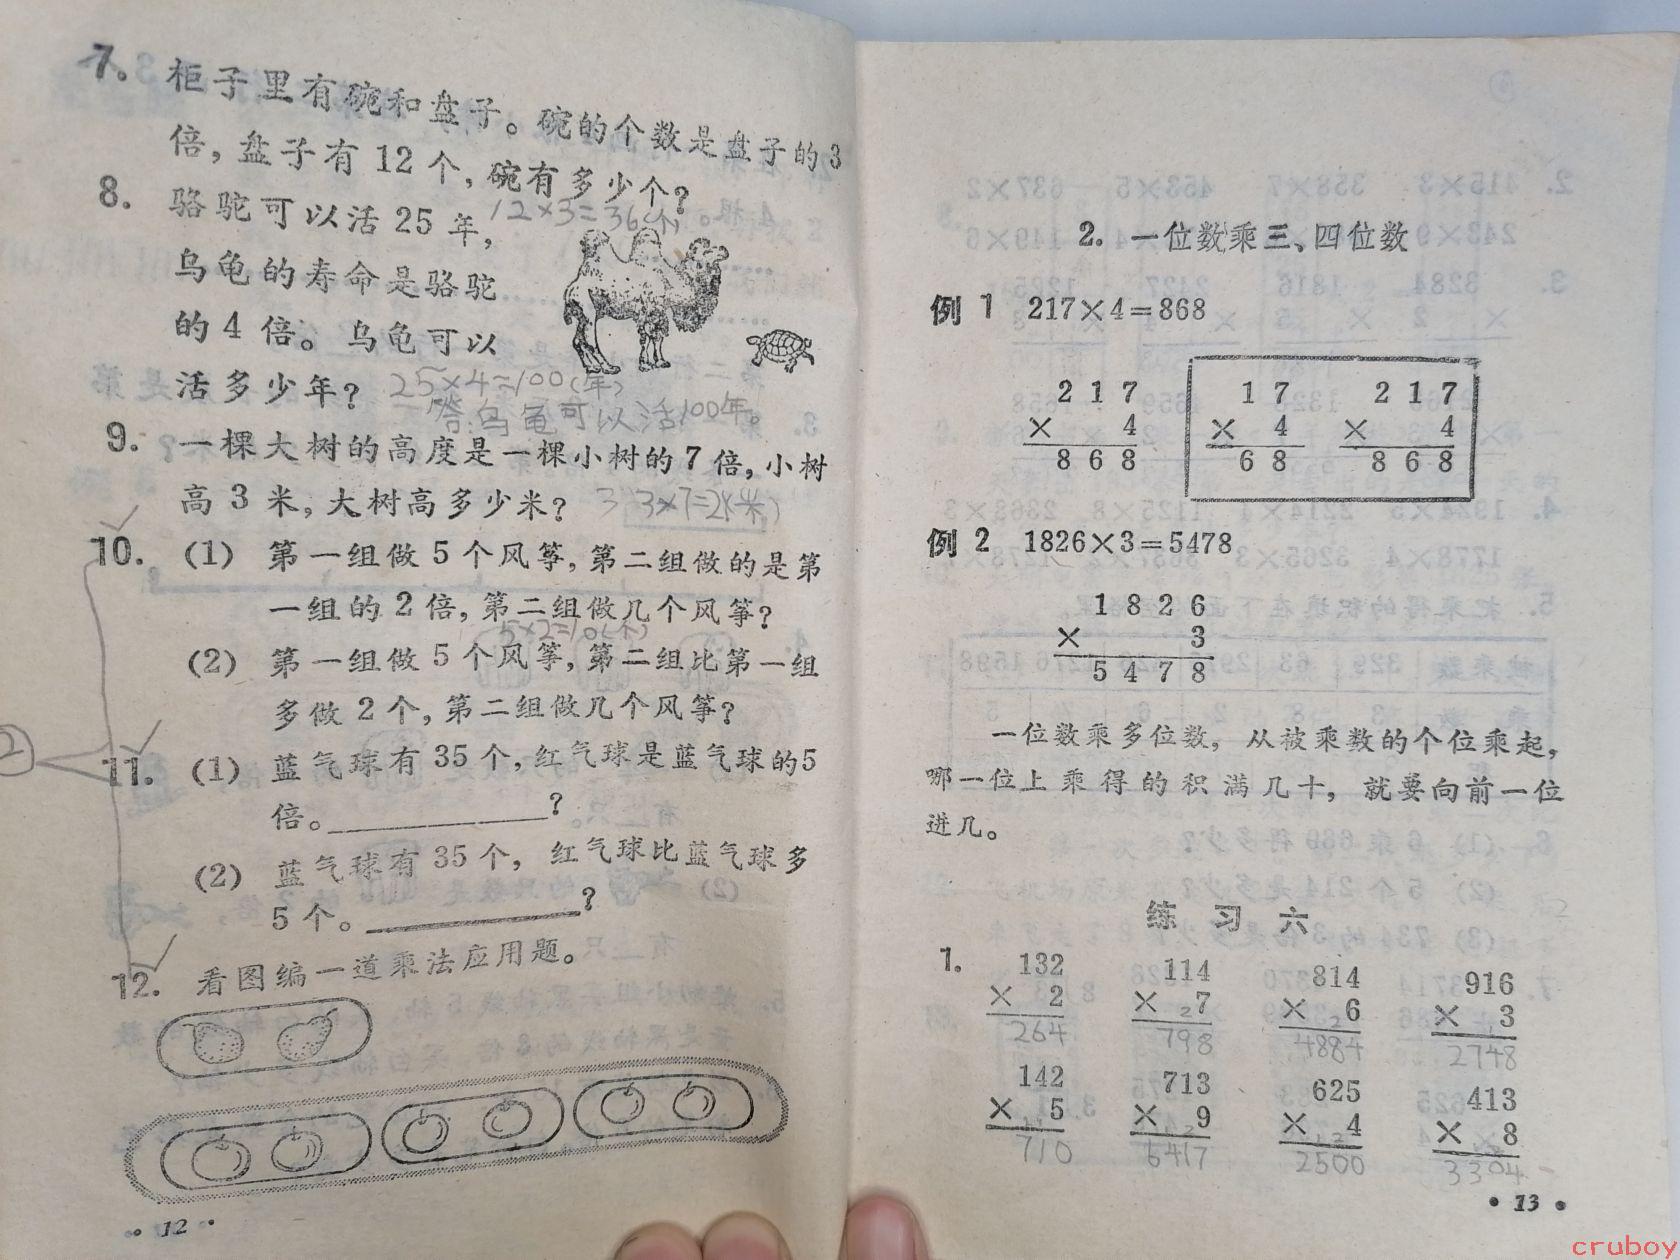 7. 柜子里有碗和盘子。碗的个数是盘子的3
倍，盘子有12个，碗有多少个？
12×3=36(个)
8. 骆驼可以活25年，
乌龟的寿命是骆驼
的4倍。乌龟可以
活多少年？
25×4=100(年)
答:乌龟可以活100年。
9. 一棵大树的高度是一棵小树的7倍，小树
高3米，大树高多少米？ 3×7=21(米)
10. (1) 第一组做5个风筝，第二组做的是第
一组的2倍，第二组做几个风筝？
5×2=10(个)
(2) 第一组做5个风筝，第二组比第一组
多做2个，第二组做几个风筝？
11. (1) 蓝气球有35个，红气球是蓝气球的5
倍。____________？
(2) 蓝气球有35个，红气球比蓝气球多
5个。____________？
12. 看图编一道乘法应用题。
• 12 •
2. 一位数乘三、四位数
例1 217×4=868
217 17 217
× 4 × 4 × 4
868 68 868
例2 1826×3=5478
1826
× 3
5478
一位数乘多位数，从被乘数的个位乘起，
哪一位上乘得的积满几十，就要向前一位
进几。
练习六
1. 132 114 814 916
× 2 × 7 × 6 × 3
264 798 4884 2748
142 713 625 413
× 5 × 9 × 4 × 8
710 6417 2500 3304
• 13 •
cruboy